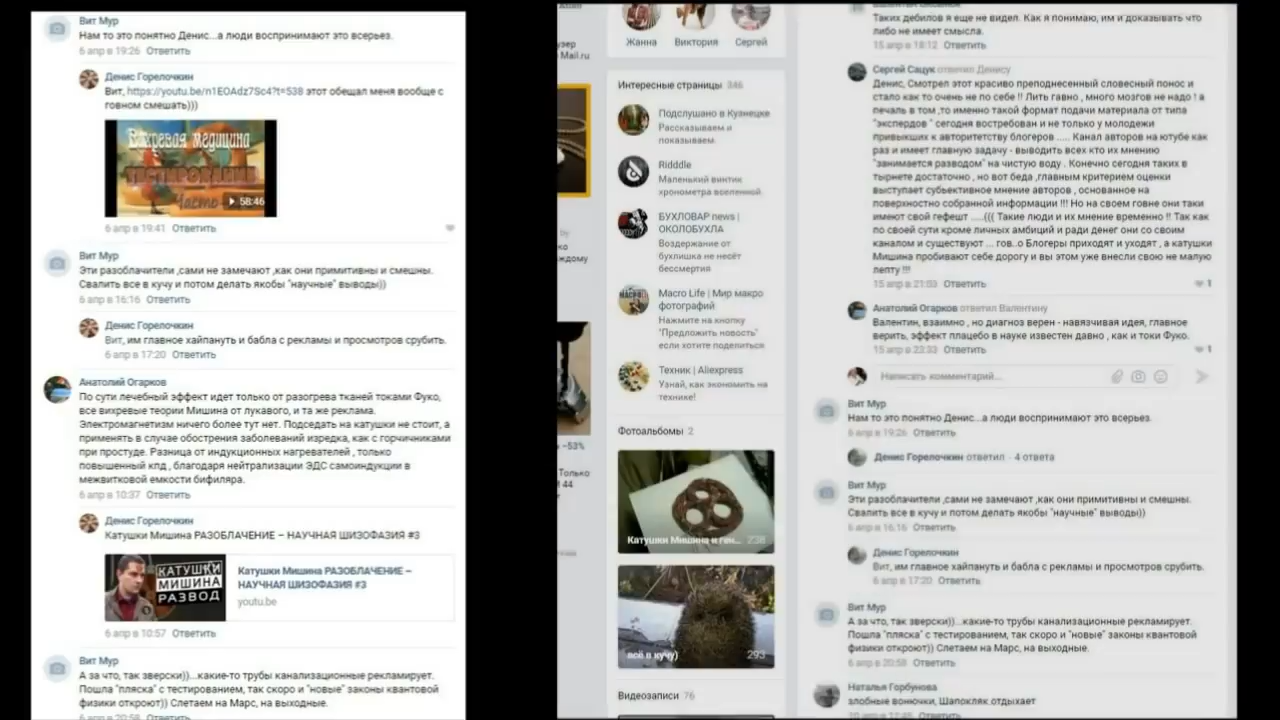 Вит Мур
Нам то это понятно Денис...а люди воспринимают это всерьез.
6 апр в 19:26 Ответить
Денис Горелочкин
Вит, https://youtu.be/n1EOAdz7Sc4?t=538 этот обещал меня вообще с
говном смешать)))
Вихревая медицина
ТЕСТИРОВАНИЕ
Часть
58:46
6 апр в 19:41 Ответить
Вит Мур
Эти разоблачители ,сами не замечают ,как они примитивны и смешны.
Свалить все в кучу и потом делать якобы "научные" выводы))
6 апр в 16:16 Ответить
Денис Горелочкин
Вит, им главное хайпануть и бабла с рекламы и просмотров срубить.
6 апр в 17:20 Ответить
Анатолий Огарков
По сути лечебный эффект идет только от разогрева тканей токами Фуко,
все вихревые теории Мишина от лукавого, и та же реклама.
Электромагнетизм ничего более тут нет. Подседать на катушки не стоит, а
применять в случае обострения заболеваний изредка, как с горчичниками
при простуде. Разница от индукционных нагревателей , только
повышенный кпд , благодаря нейтрализации ЭДС самоиндукции в
межвитковой емкости бифиляра.
6 апр в 10:37 Ответить
Денис Горелочкин
Катушки Мишина РАЗОБЛАЧЕНИЕ – НАУЧНАЯ ШИЗОФАЗИЯ #3
КАТУШКИ
МИШИНА
РАЗВОД
Катушки Мишина РАЗОБЛАЧЕНИЕ –
НАУЧНАЯ ШИЗОФАЗИЯ #3
youtu.be
6 апр в 10:57 Ответить
Вит Мур
А за что, так зверски))...какие-то трубы канализационные рекламирует.
Пошла "пляска" с тестированием, так скоро и "новые" законы квантовой
физики откроют)) Слетаем на Марс, на выходные.
6 апр в 20:58 Ответить
узер
Mail.ru
by
ко
аждому
−53%
Только
44
Жанна Виктория Сергей
Интересные страницы 346
Подслушано в Кузнецке
Рассказываем и
показываем.
Ridddle
Маленький винтик
хронометра вселенной.
БУХЛОВАР news |
ОКОЛОБУХЛА
Воздержание от
бухлишка не несёт
бессмертия
Macro Life | Мир макро
фотографий
Нажмите на кнопку
"Предложить новость"
если хотите поделиться
Техник | Aliexpress
Узнай, как экономить на
технике!
Фотоальбомы 2
Катушки Мишина и ген... 238
всё в кучу) 293
Видеозаписи 76
Таких дебилов я еще не видел. Как я понимаю, им и доказывать что
либо не имеет смысла.
15 апр в 18:12 Ответить
Сергей Сацук ответил Денису
Денис, Смотрел этот красиво преподнесенный словесный понос и
стало как то очень не по себе !! Лить гавно , много мозгов не надо ! а
печаль в том ,то именно такой формат подачи материал от типа
"экспердов " сегодня востребован и не только у молодежи
привыкших к авторитетству блогеров ..... Канал авторов на ютубе как
раз и имеет главную задачу - выводить всех кто их мнению
"занимается разводом" на чистую воду . Конечно сегодня таких в
тырнете достаточно , но вот беда ,главным критерием оценки
выступает субьективное мнение авторов , основанное на
поверхностно собранной информации !!! Но на своем говне они таки
имеют свой гефешт .....((( Такие люди и их мнение временно !! Так как
по своей сути кроме личных амбиций и ради денег они со своим
каналом и существуют ... гов..о Блогеры приходят и уходят , а катушки
Мишина пробивают себе дорогу и вы этом уже внесли свою не малую
лепту !!!
15 апр в 21:03 Ответить 1
Анатолий Огарков ответил Валентину
Валентин, взаимно , но диагноз верен - навязчивая идея, главное
верить, эффект плацебо в науке известен давно , как и токи Фуко.
15 апр в 23:33 Ответить 1
Написать комментарий...
Вит Мур
Нам то это понятно Денис...а люди воспринимают это всерьез.
6 апр в 19:26 Ответить
Денис Горелочкин ответил · 4 ответа
Вит Мур
Эти разоблачители ,сами не замечают ,как они примитивны и смешны.
Свалить все в кучу и потом делать якобы "научные" выводы))
6 апр в 16:16 Ответить
Денис Горелочкин
Вит, им главное хайпануть и бабла с рекламы и просмотров срубить.
6 апр в 17:20 Ответить
Вит Мур
А за что, так зверски))...какие-то трубы канализационные рекламирует.
Пошла "пляска" с тестированием, так скоро и "новые" законы квантовой
физики откроют)) Слетаем на Марс, на выходные.
6 апр в 20:58 Ответить
Наталья Горбунова
злобные вонючки, Шапокляк отдыхает
Ответить